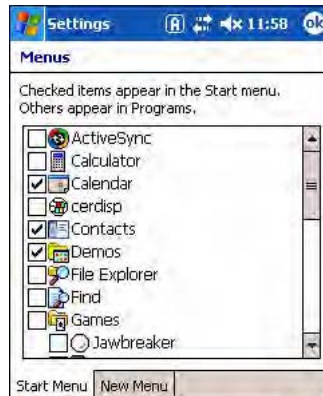 Settings 11:58 ok
Menus
Checked items appear in the Start menu.
Others appear in Programs.
ActiveSync
Calculator
Calendar
cerdisp
Contacts
Demos
File Explorer
Find
Games
Jawbreaker
Start Menu New Menu